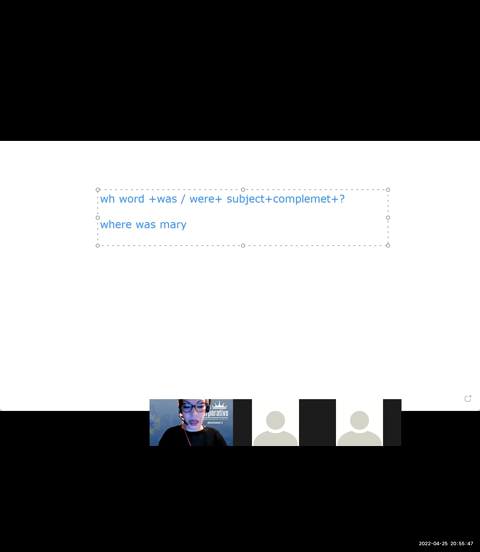 wh word +was / were+ subject+complemet+?
where was mary
2022-04-25 20:55:47